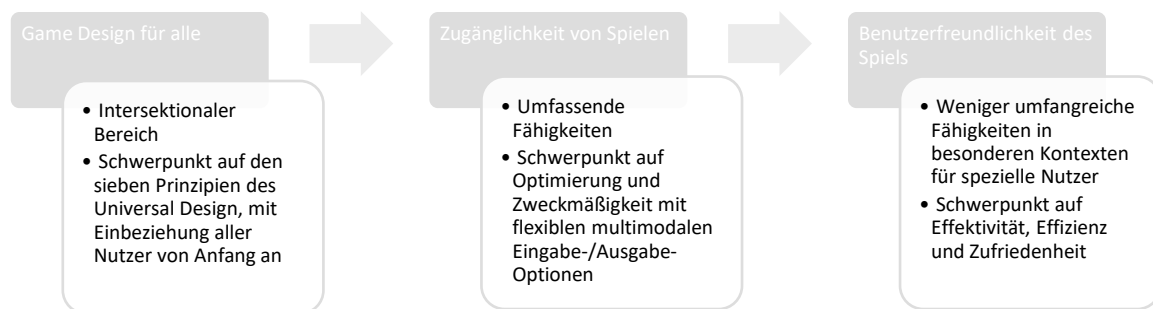 Game Design für alle
• Intersektionaler
Bereich
• Schwerpunkt auf den
sieben Prinzipien des
Universal Design, mit
Einbeziehung aller
Nutzer von Anfang an
Zugänglichkeit von Spielen
• Umfassende
Fähigkeiten
• Schwerpunkt auf
Optimierung und
Zweckmäßigkeit mit
flexiblen multimodalen
Eingabe-/Ausgabe-
Optionen
Benutzerfreundlichkeit des
Spiels
• Weniger umfangreiche
Fähigkeiten in
besonderen Kontexten
für spezielle Nutzer
• Schwerpunkt auf
Effektivität, Effizienz
und Zufriedenheit